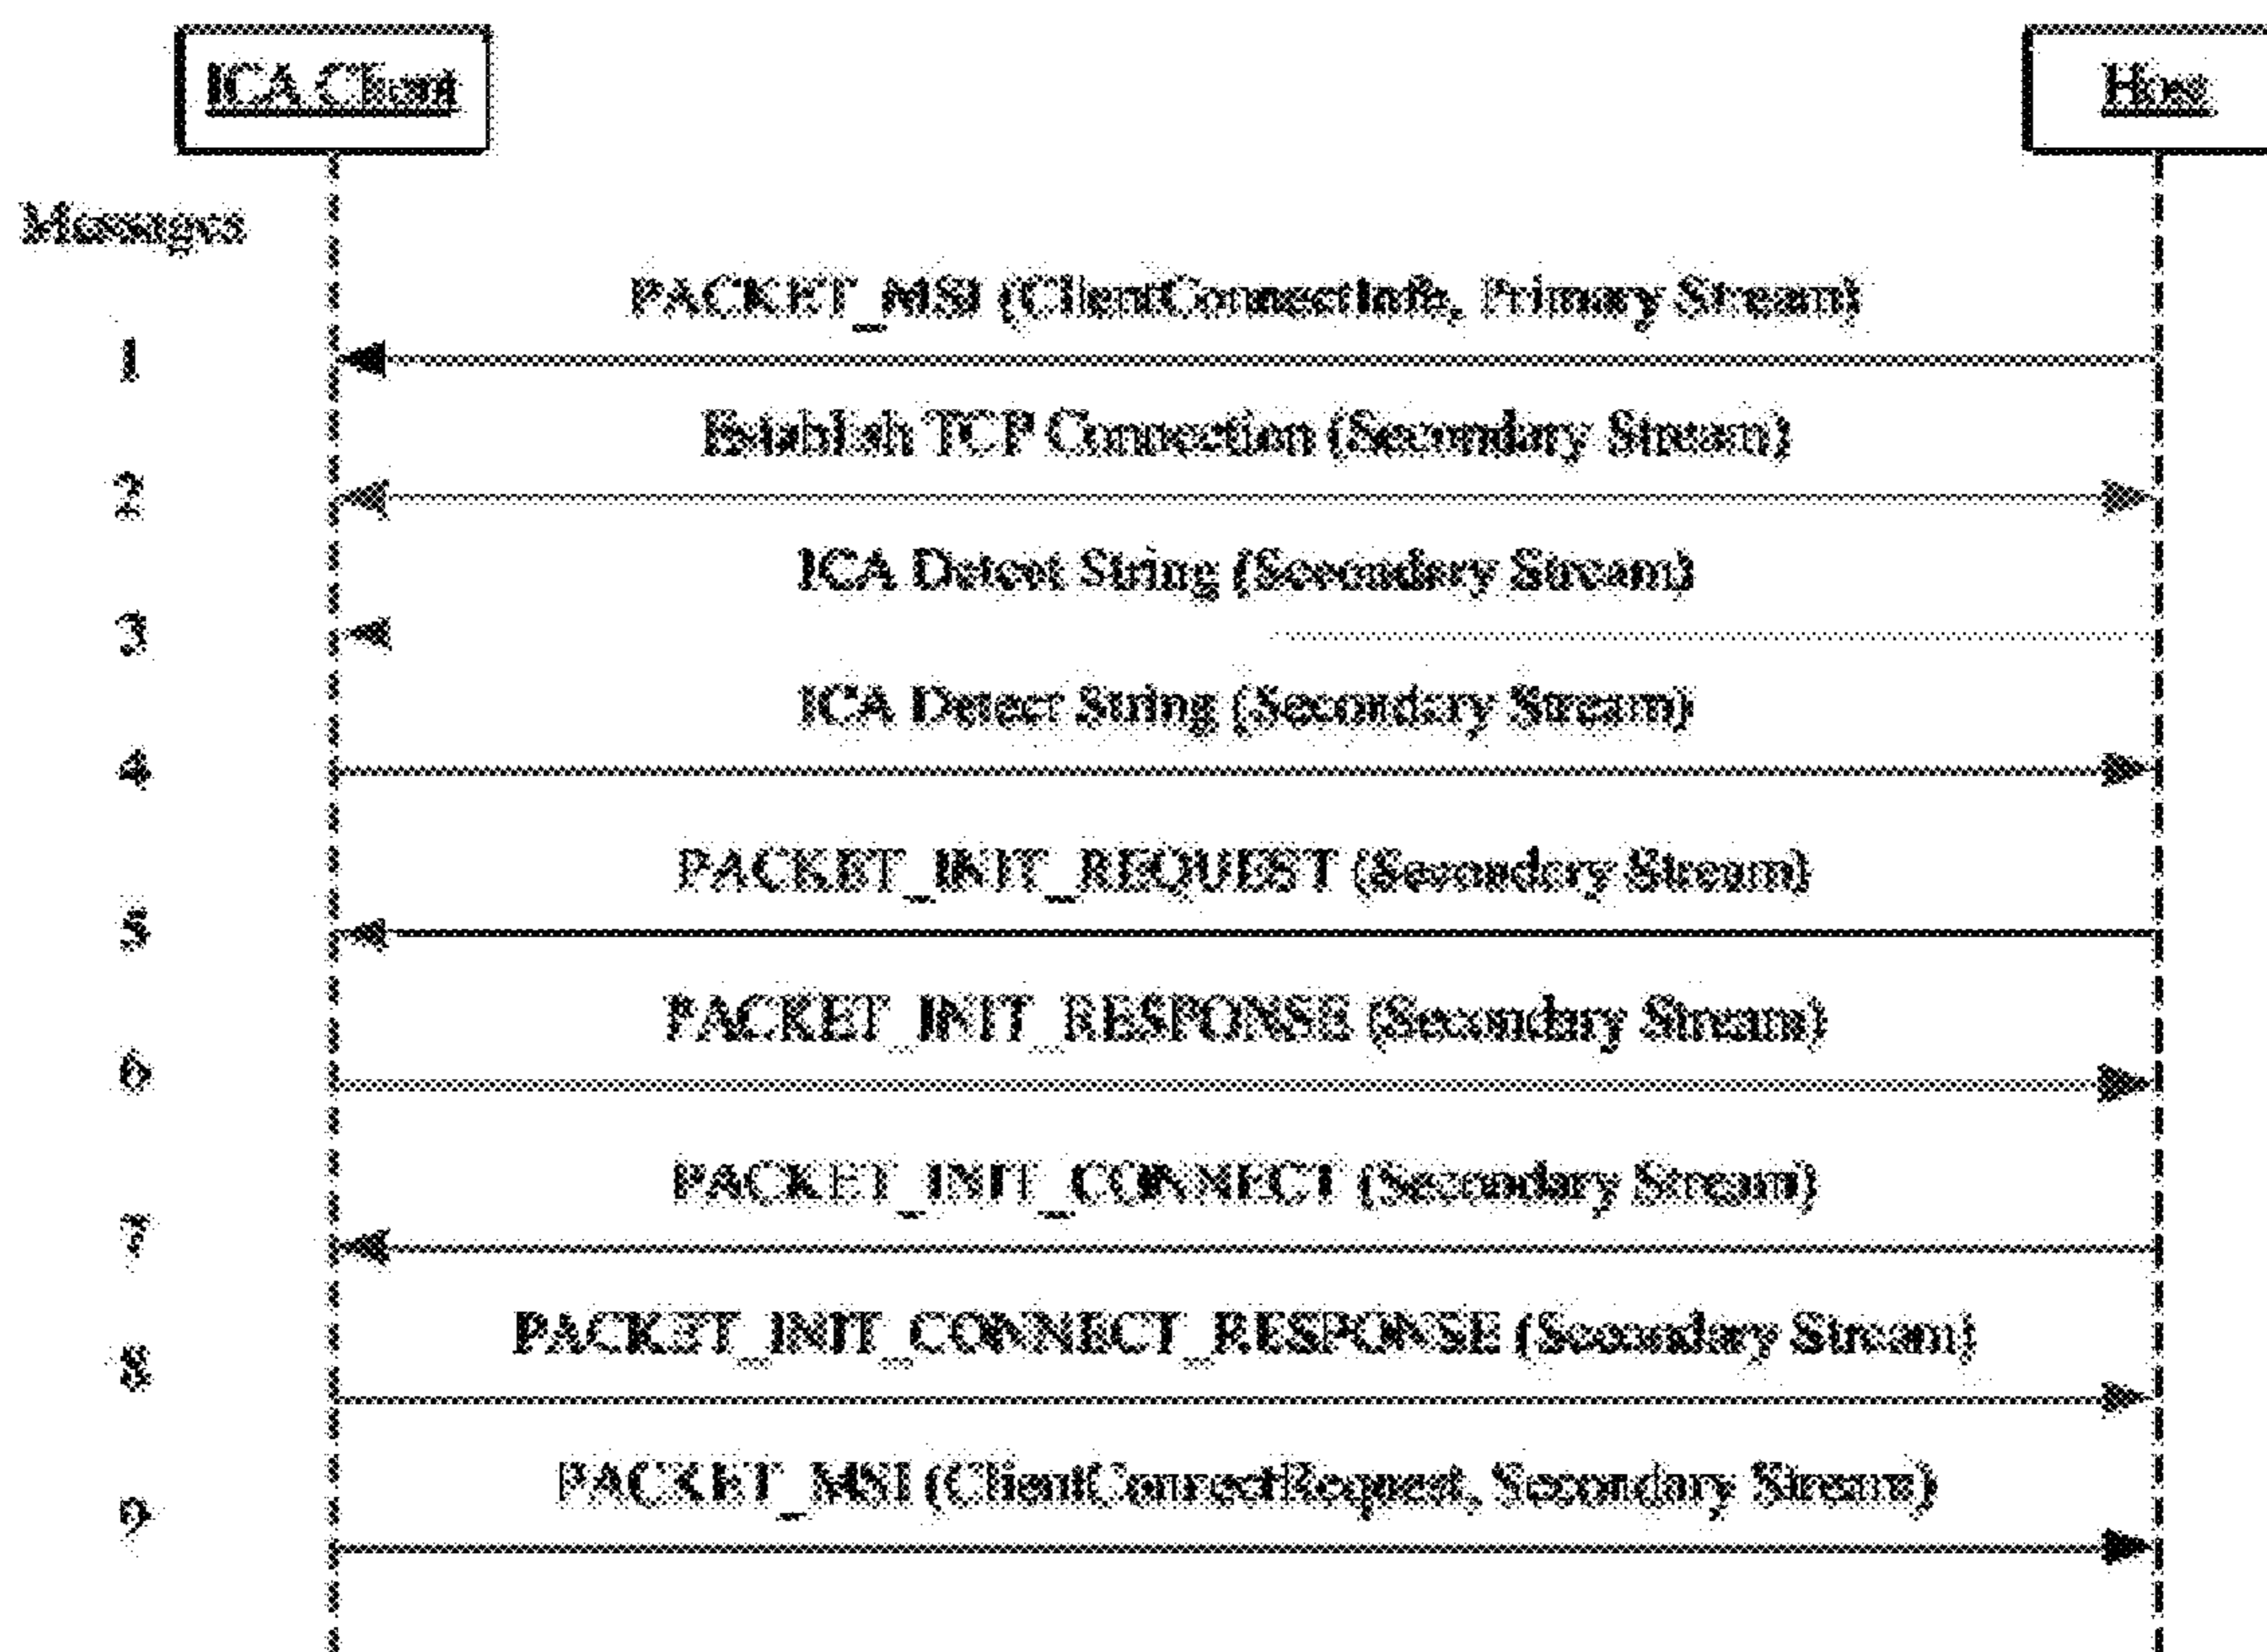 ICA Client
Host
Messages
PACKET_MSI (ClientConnectInfo, Primary Stream)
1
Establish TCP Connection (Secondary Stream)
2
ICA Detect String (Secondary Stream)
3
ICA Detect String (Secondary Stream)
4
PACKET_INIT_REQUEST (Secondary Stream)
5
PACKET_INIT_RESPONSE (Secondary Stream)
6
PACKET_INIT_CONNECT (Secondary Stream)
7
PACKET_INIT_CONNECT_RESPONSE (Secondary Stream)
8
PACKET_MSI (ClientConnectRequest, Secondary Stream)
9